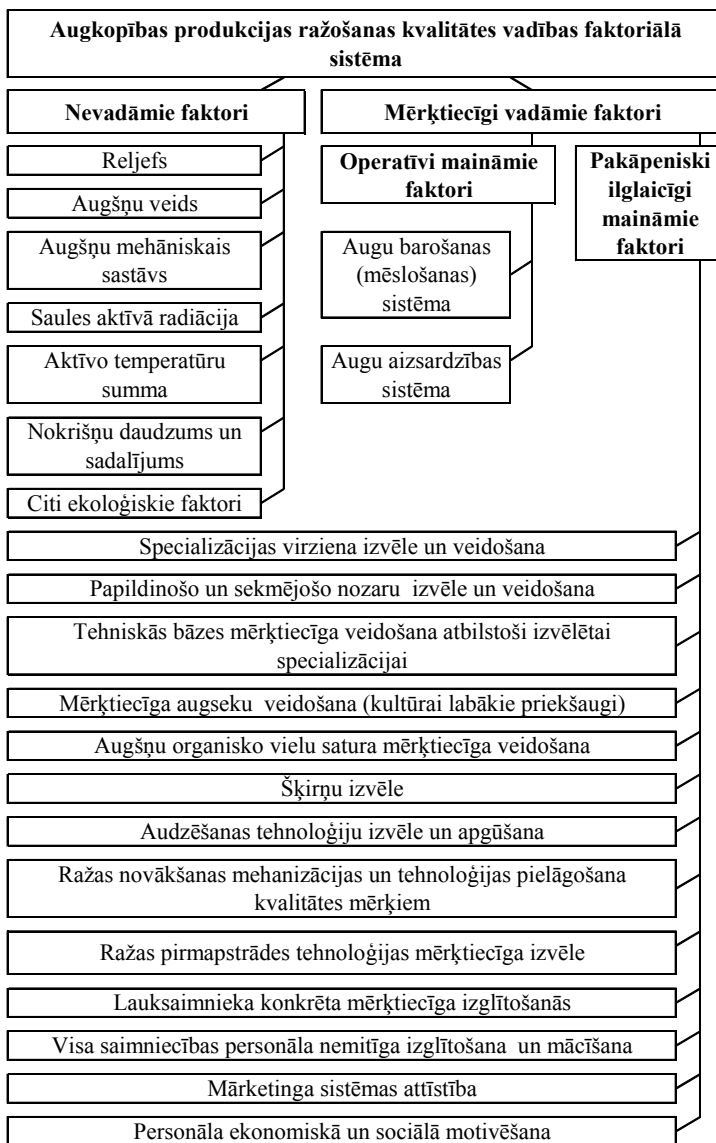 Augkopības produkcijas ražošanas kvalitātes vadības faktoriālā
sistēma
Nevadāmie faktori
Reljefs
Augšņu veids
Augšņu mehāniskais
sastāvs
Saules aktīvā radiācija
Aktīvo temperatūru
summa
Nokrišņu daudzums un
sadalījums
Citi ekoloģiskie faktori
Mērķtiecīgi vadāmie faktori
Operatīvi maināmie
faktori
Augu barošanas
(mēslošanas)
sistēma
Augu aizsardzības
sistēma
Pakāpeniski
ilglaicīgi
maināmie
faktori
Specializācijas virziena izvēle un veidošana
Papildinošo un sekmējošo nozaru izvēle un veidošana
Tehniskās bāzes mērķtiecīga veidošana atbilstoši izvēlētai
specializācijai
Mērķtiecīga augseku veidošana (kultūrai labākie priekšaugi)
Augšņu organisko vielu satura mērķtiecīga veidošana
Šķirņu izvēle
Audzēšanas tehnoloģiju izvēle un apgūšana
Ražas novākšanas mehanizācijas un tehnoloģijas pielāgošana
kvalitātes mērķiem
Ražas pirmapstrādes tehnoloģijas mērķtiecīga izvēle
Lauksaimnieka konkrēta mērķtiecīga izglītošanās
Visa saimniecības personāla nemitīga izglītošana un mācīšana
Mārketinga sistēmas attīstība
Personāla ekonomiskā un sociālā motivēšana